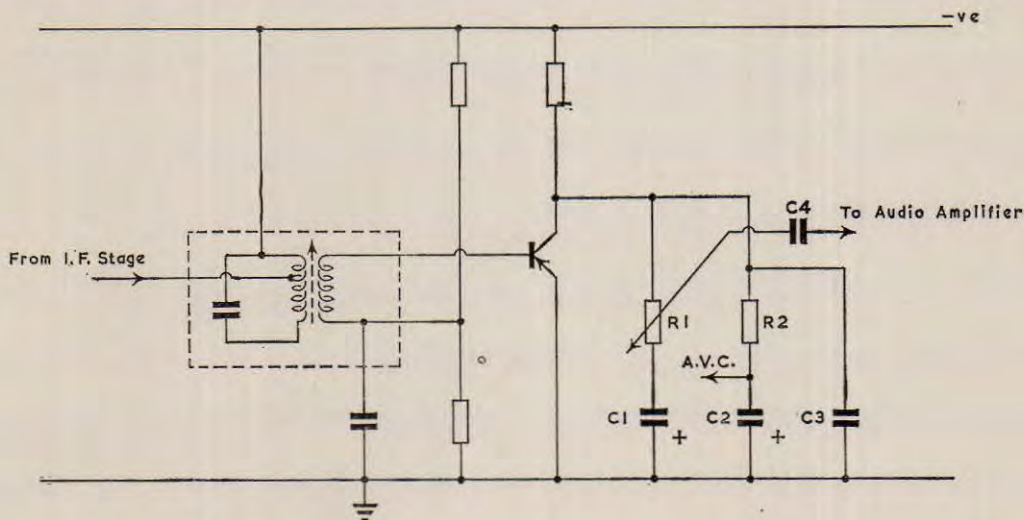 -ve
C4
To Audio Amplifier
From I.F. Stage
R1
R2
A.V.C.
C1
C2
C3
+
+